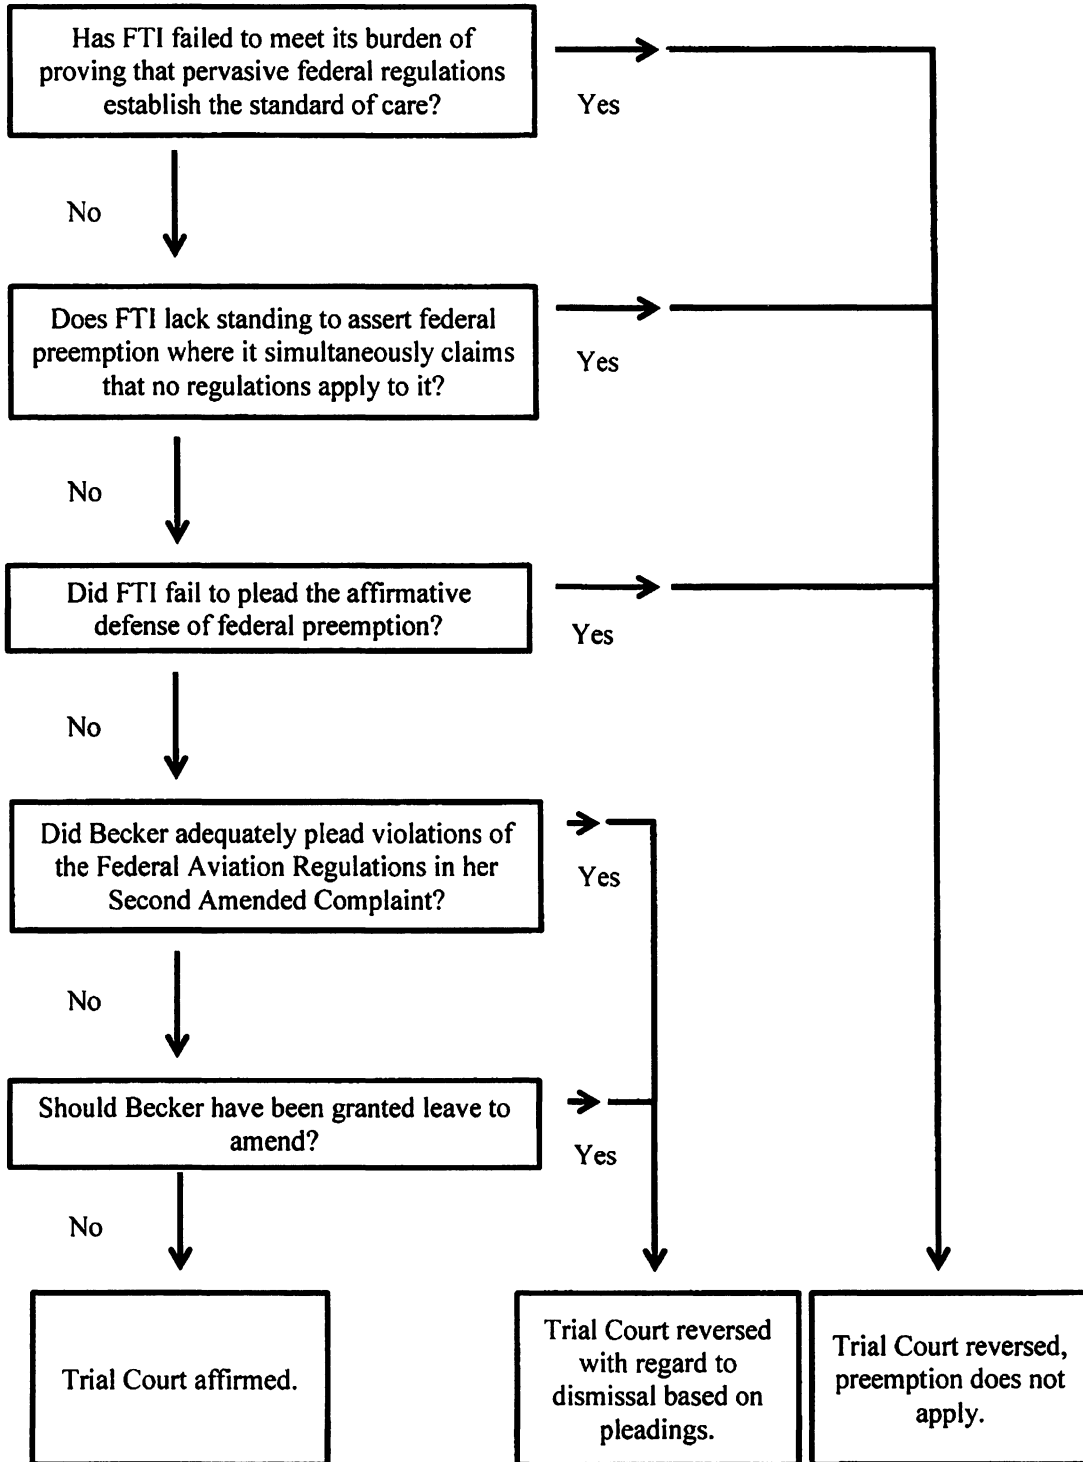 Has FTI failed to meet its burden of
proving that pervasive federal regulations
establish the standard of care?
Yes
No
Does FTI lack standing to assert federal
preemption where it simultaneously claims
that no regulations apply to it?
Yes
No
Did FTI fail to plead the affirmative
defense of federal preemption?
Yes
No
Did Becker adequately plead violations of
the Federal Aviation Regulations in her
Second Amended Complaint?
Yes
No
Should Becker have been granted leave to
amend?
Yes
No
Trial Court affirmed.
Trial Court reversed
with regard to
dismissal based on
pleadings.
Trial Court reversed,
preemption does not
apply.